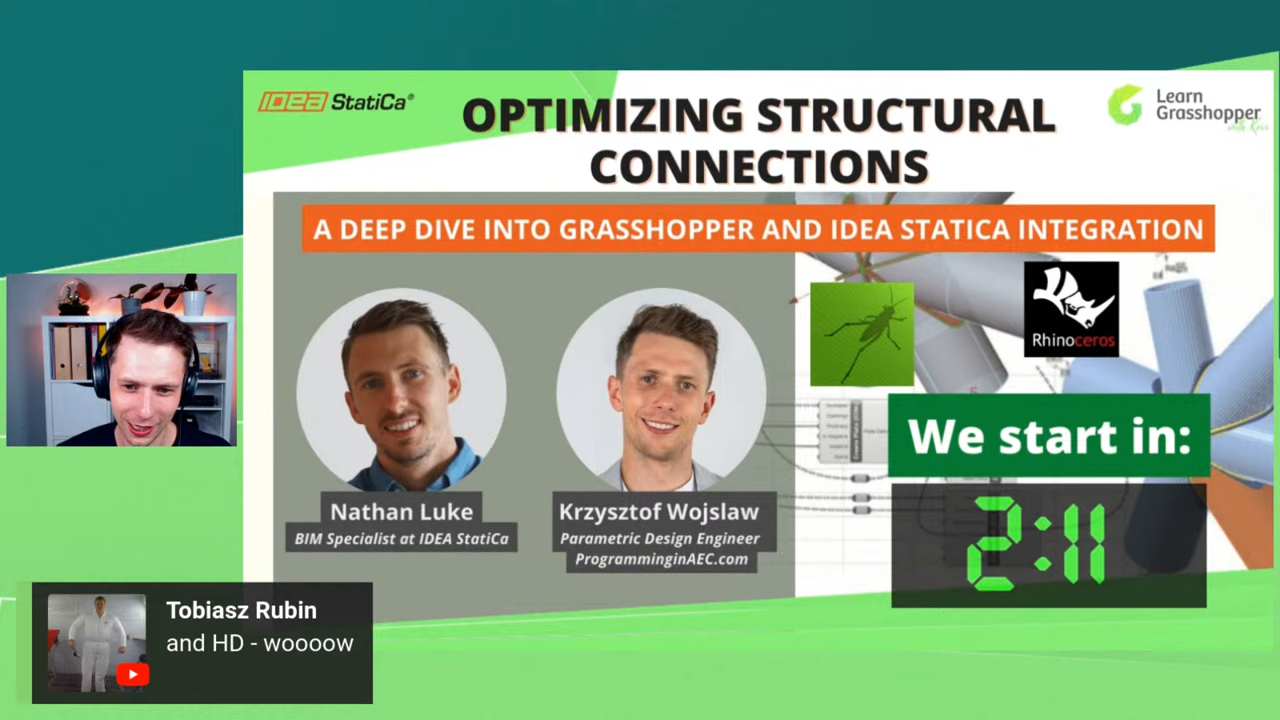 IDEA StatiCa®
OPTIMIZING STRUCTURAL
CONNECTIONS
Learn
Grasshopper
with Kris
A DEEP DIVE INTO GRASSHOPPER AND IDEA STATICA INTEGRATION
Rhinoceros
We start in:
2:11
Nathan Luke
BIM Specialist at IDEA StatiCa
Krzysztof Wojslaw
Parametric Design Engineer
ProgramminginAEC.com
Tobiasz Rubin
and HD - woooow